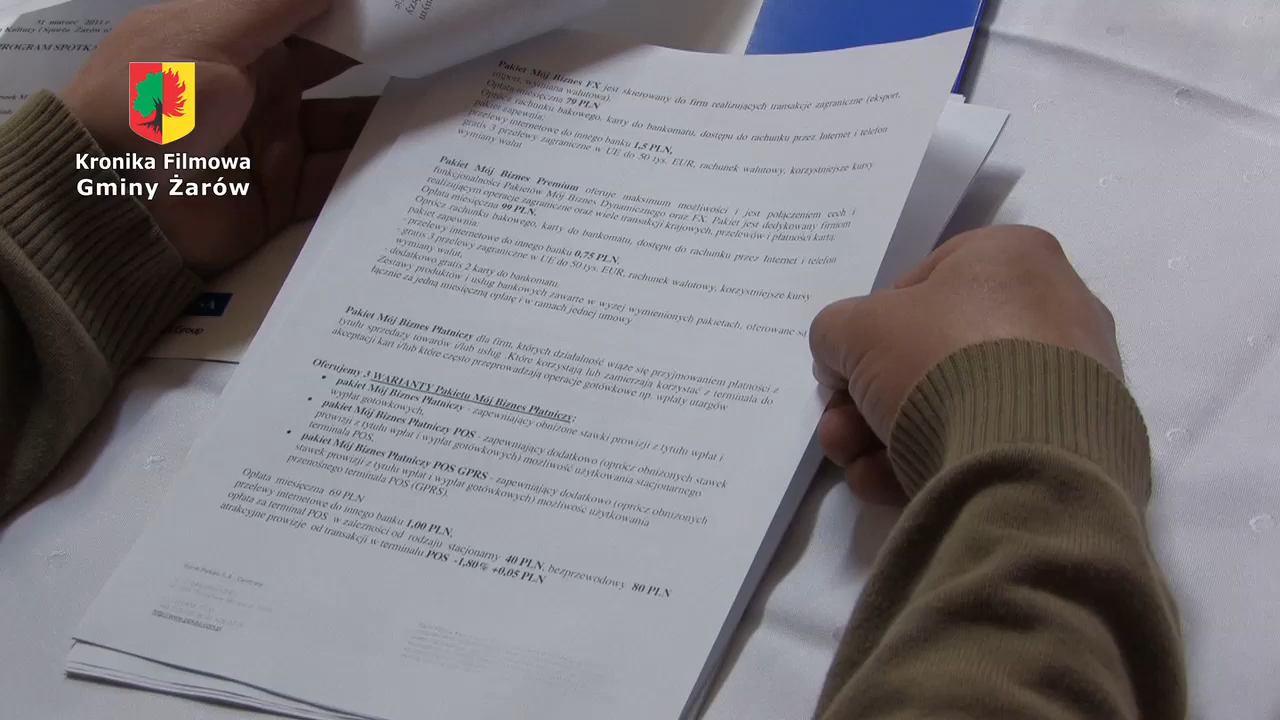 31 marzec 2011 r.
Kultury i Sportu Żarów
PROGRAM SPOTKA
Kronika Filmowa
Gminy Żarów
Pakiet Mój Biznes FX jest skierowany do firm realizujących transakcje zagraniczne (eksport,
import, wymiana walutowa).
Opłata miesięczna 79 PLN
Oprócz rachunku bakowego, karty do bankomatu, dostępu do rachunku przez Internet i telefon
pakiet zapewnia:
przelewy internetowe do innego banku 1,5 PLN,
gratis 3 przelewy zagraniczne w UE do 50 tys. EUR, rachunek walutowy, korzystniejsze kursy
wymiany walut
Pakiet Mój Biznes Premium oferuje maksimum możliwości i jest połączeniem cech i
funkcjonalności Pakietów Mój Biznes Dynamicznego oraz FX. Pakiet jest dedykowany firmom
realizującym operacje zagraniczne oraz wiele transakcji krajowych, przelewów i płatności kartą.
Opłata miesięczna 99 PLN.
Oprócz rachunku bakowego, karty do bankomatu, dostępu do rachunku przez Internet i telefon
pakiet zapewnia:
- przelewy internetowe do innego banku 0,75 PLN,
- gratis 3 przelewy zagraniczne w UE do 50 tys. EUR, rachunek walutowy, korzystniejsze kursy
wymiany walut,
- dodatkowo gratis 2 karty do bankomatu.
Zestawy produktów i usług bankowych zawarte w wyżej wymienionych pakietach, oferowane są
łącznie za jedną miesięczną opłatę i w ramach jednej umowy
Pakiet Mój Biznes Płatniczy dla firm, których działalność wiąże się przyjmowaniem płatności z
tytułu sprzedaży towarów i/lub usług. Które korzystają lub zamierzają korzystać z terminala do
akceptacji kart i/lub które często przeprowadzają operacje gotówkowe np. wpłaty utargów
Oferujemy 3 WARIANTY Pakietu Mój Biznes Płatniczy:
• pakiet Mój Biznes Płatniczy - zapewniający obniżone stawki prowizji z tytułu wpłat i
wypłat gotówkowych,
• pakiet Mój Biznes Płatniczy POS - zapewniający dodatkowo (oprócz obniżonych stawek
prowizji z tytułu wpłat i wypłat gotówkowych) możliwość użytkowania stacjonarnego
terminala POS,
• pakiet Mój Biznes Płatniczy POS GPRS - zapewniający dodatkowo (oprócz obniżonych
stawek prowizji z tytułu wpłat i wypłat gotówkowych) możliwość użytkowania
przenośnego terminala POS (GPRS).
Opłata miesięczna 69 PLN
przelewy internetowe do innego banku 1,00 PLN,
opłata za terminal POS w zależności od rodzaju stacjonarny 40 PLN, bezprzewodowy 80 PLN
atrakcyjne prowizje od transakcji w terminalu POS -1,80% +0,05 PLN
Group